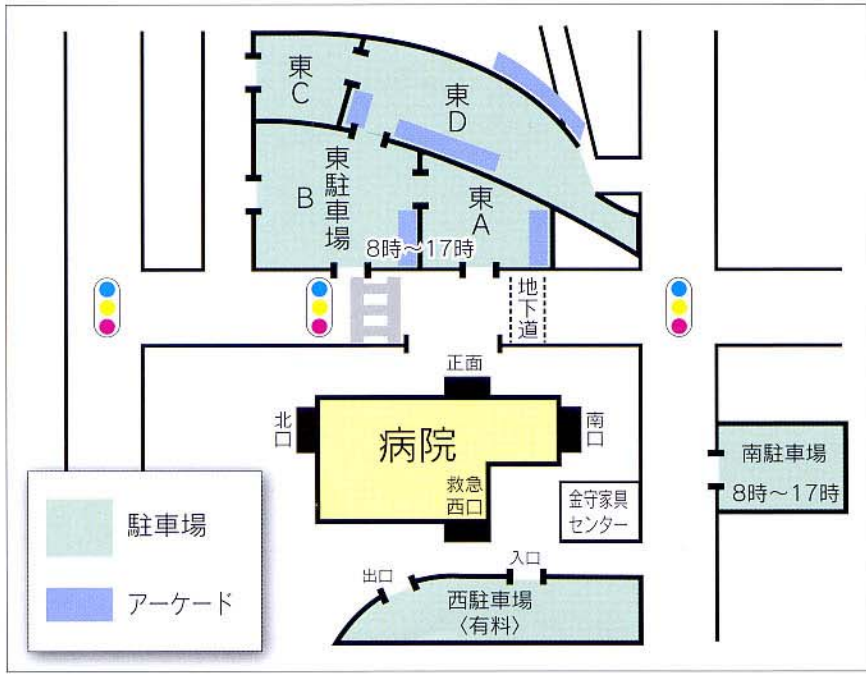 東C
東D
東駐車場
B
東A
8時～17時
地下道
正面
北口
南口
病院
救急
西口
金守家具
センター
南駐車場
8時～17時
入口
出口
西駐車場
〈有料〉
駐車場
アーケード